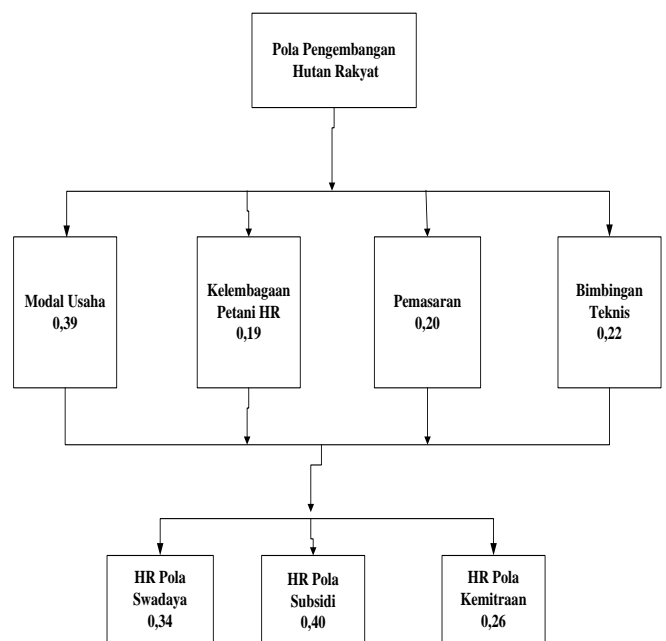 Pola Pengembangan
Hutan Rakyat
Modal Usaha
0,39
Kelembagaan
Petani HR
0,19
Pemasaran
0,20
Bimbingan
Teknis
0,22
HR Pola
Swadaya
0,34
HR Pola
Subsidi
0,40
HR Pola
Kemitraan
0,26